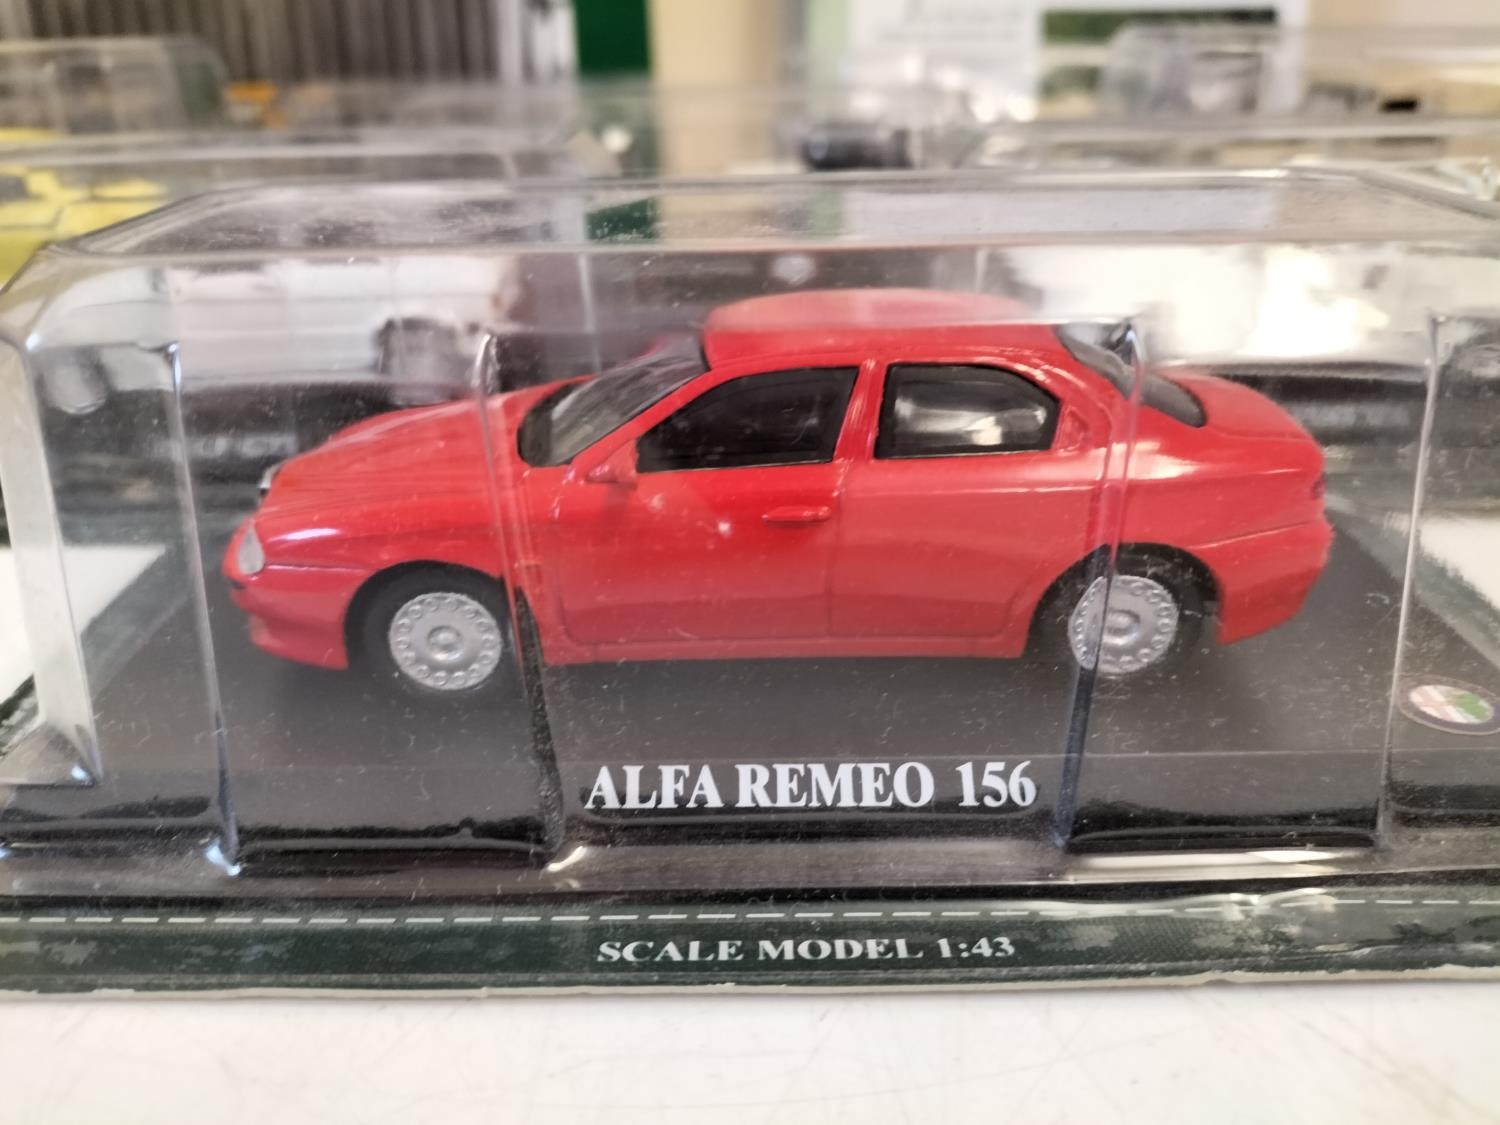 ALFA REMEO 156
SCALE MODEL 1:43